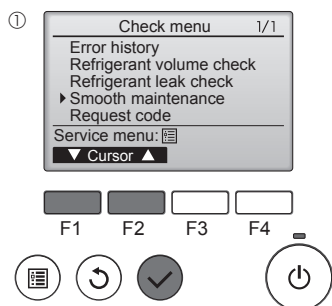 ①
Check menu 1/1
Error history
Refrigerant volume check
Refrigerant leak check
Smooth maintenance
Request code
Service menu:
▼ Cursor ▲
F1 F2 F3 F4